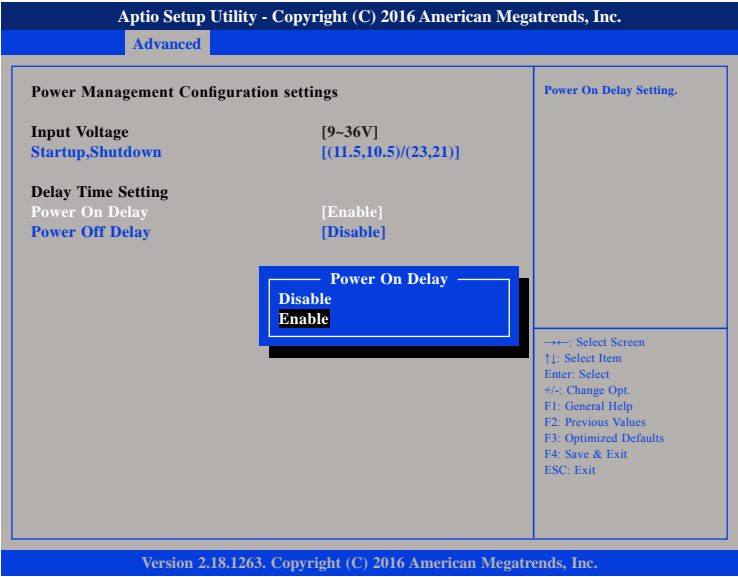 Aptio Setup Utility - Copyright (C) 2016 American Megatrends, Inc.
Advanced
Power Management Configuration settings
Input Voltage [9~36V]
Startup,Shutdown [(11.5,10.5)/(23,21)]
Delay Time Setting
Power On Delay [Enable]
Power Off Delay [Disable]
Power On Delay
Disable
Enable
Power On Delay Setting.
→←: Select Screen
↑↓: Select Item
Enter: Select
+/-: Change Opt.
F1: General Help
F2: Previous Values
F3: Optimized Defaults
F4: Save & Exit
ESC: Exit
Version 2.18.1263. Copyright (C) 2016 American Megatrends, Inc.